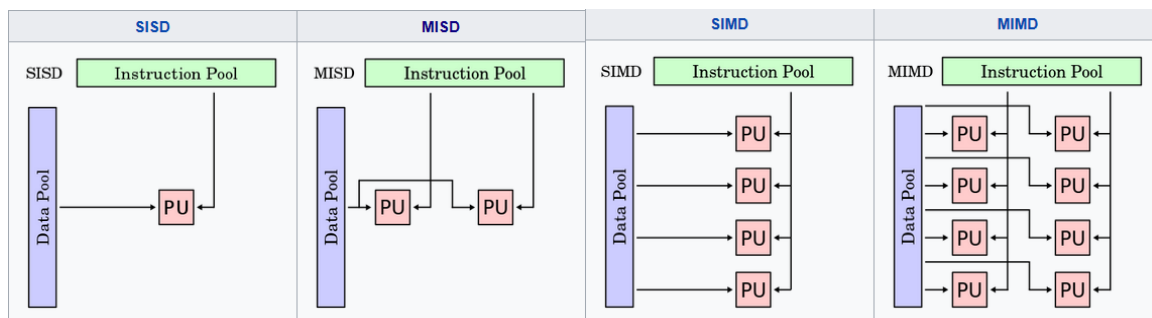 SISD
MISD
SIMD
MIMD
SISD Instruction Pool
Data Pool
PU
MISD Instruction Pool
Data Pool
PU PU
SIMD Instruction Pool
Data Pool
PU
PU
PU
PU
MIMD Instruction Pool
Data Pool
PU PU
PU PU
PU PU
PU PU